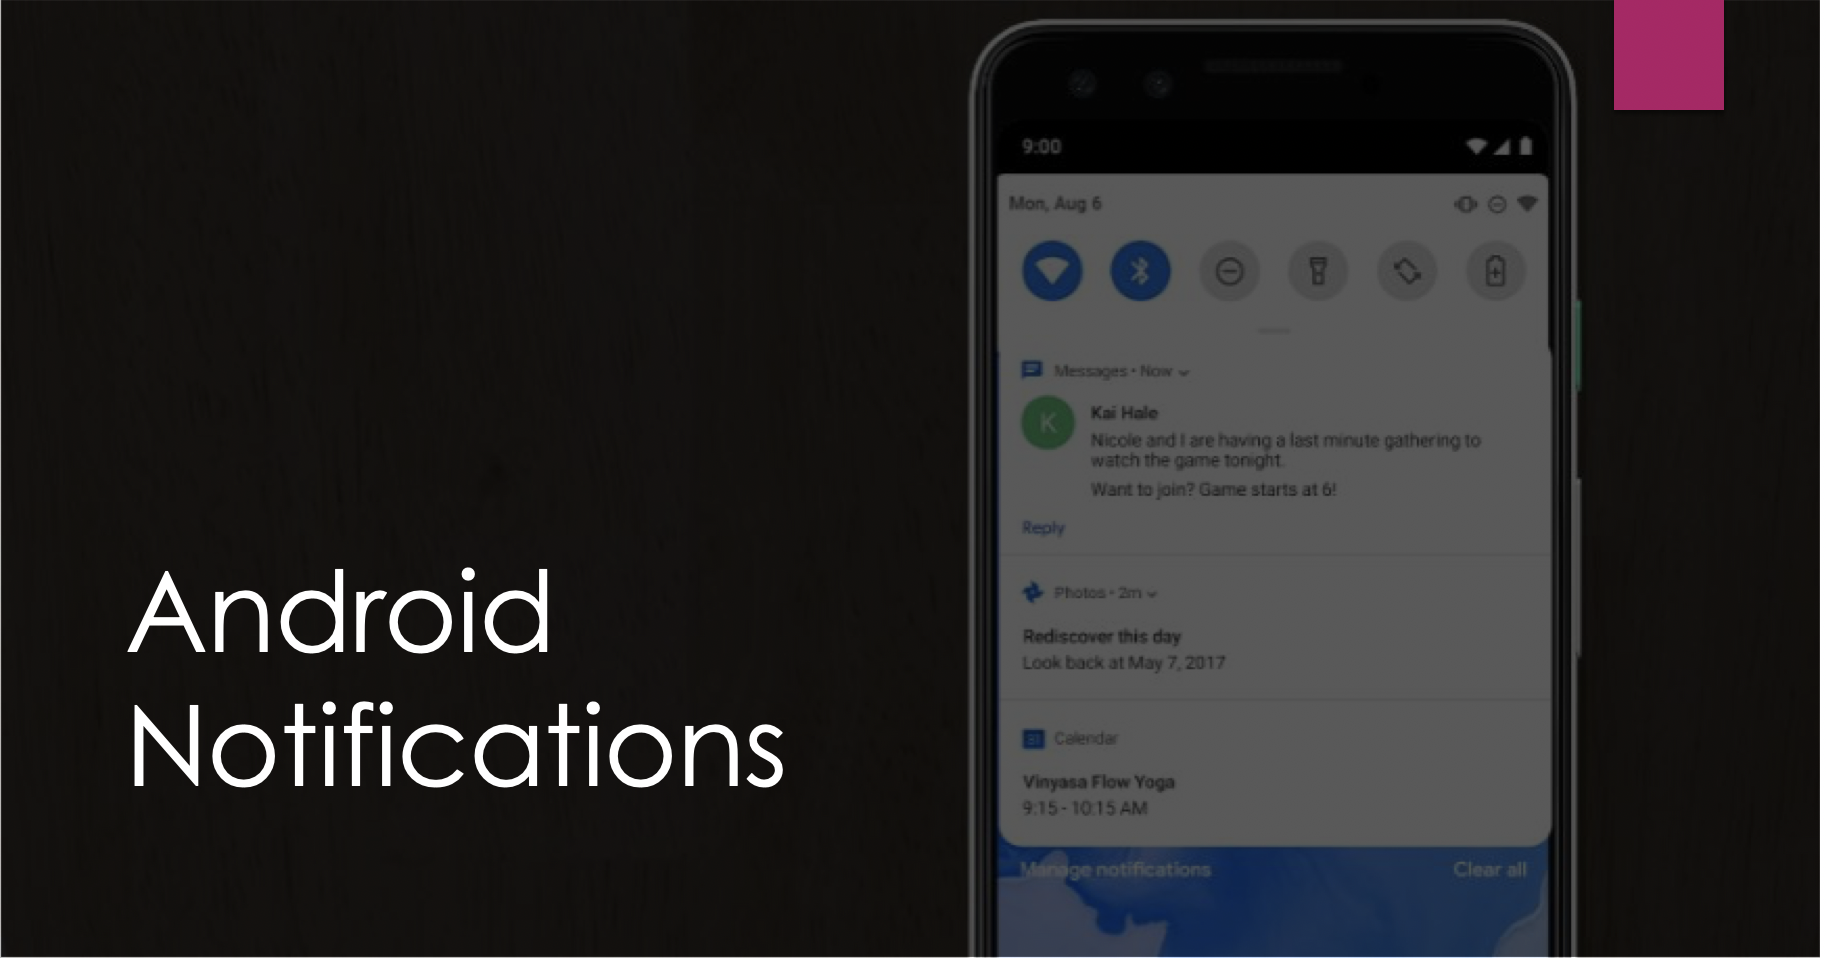 Android
Notifications
9:00
Mon, Aug 6
Messages • Now
K
Kai Hale
Nicole and I are having a last minute gathering to
watch the game tonight.
Want to join? Game starts at 6!
Reply
Photos • 2m
Rediscover this day
Look back at May 7, 2017
31 Calendar
Vinyasa Flow Yoga
9:15 - 10:15 AM
Manage notifications Clear all